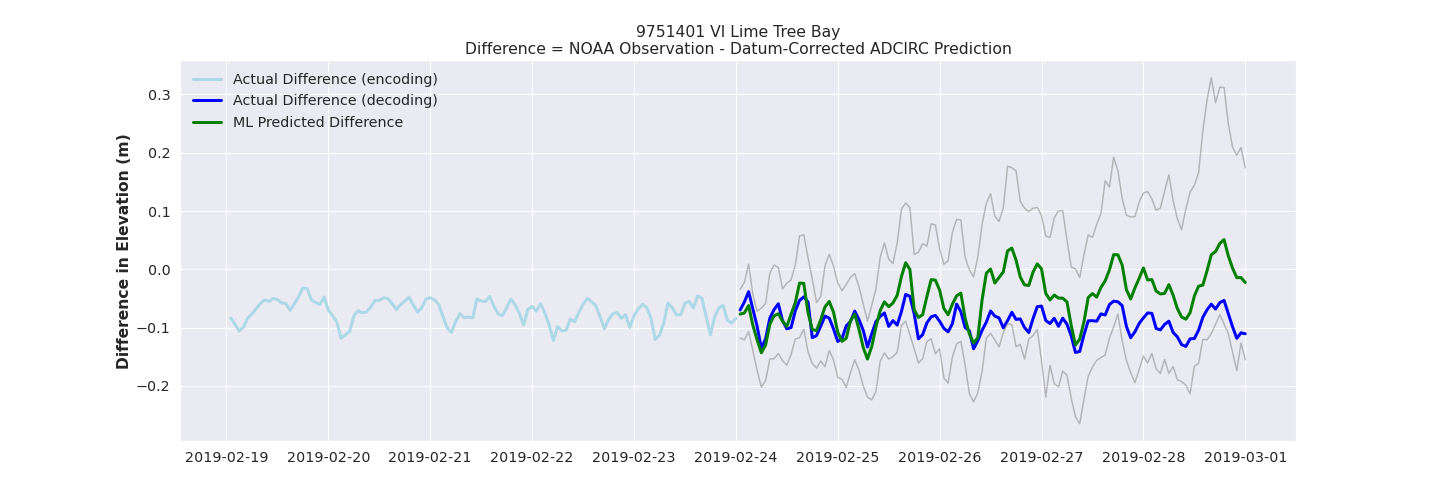 9751401 VI Lime Tree Bay
Difference = NOAA Observation - Datum-Corrected ADCIRC Prediction
Actual Difference (encoding)
Actual Difference (decoding)
ML Predicted Difference
Difference in Elevation (m)
0.3
0.2
0.1
0.0
−0.1
−0.2
2019-02-19
2019-02-20
2019-02-21
2019-02-22
2019-02-23
2019-02-24
2019-02-25
2019-02-26
2019-02-27
2019-02-28
2019-03-01